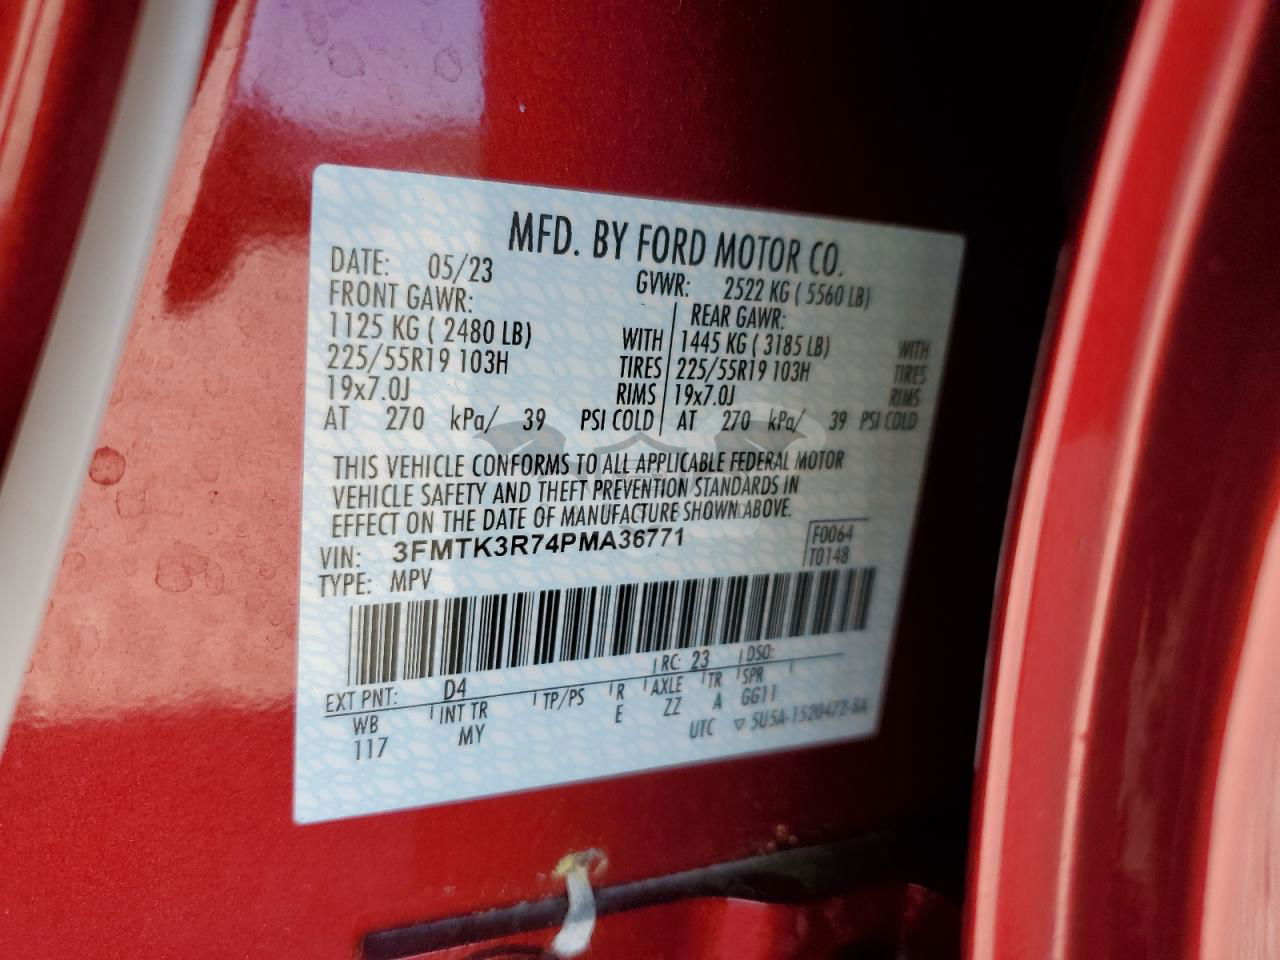 MFD. BY FORD MOTOR CO.
DATE: 05/23 GVWR: 2522 KG ( 5560 LB)
FRONT GAWR: REAR GAWR:
1125 KG ( 2480 LB) WITH 1445 KG ( 3185 LB) WITH
225/55R19 103H TIRES 225/55R19 103H TIRES
19x7.0J RIMS 19x7.0J RIMS
AT 270 kPa/ 39 PSI COLD AT 270 kPa/ 39 PSI COLD
THIS VEHICLE CONFORMS TO ALL APPLICABLE FEDERAL MOTOR
VEHICLE SAFETY AND THEFT PREVENTION STANDARDS IN
EFFECT ON THE DATE OF MANUFACTURE SHOWN ABOVE.
VIN: 3FMTK3R74PMA36771 F0064
TYPE: MPV T0148
EXT PNT: D4 RC: 23 DSO:
WB INT TR TP/PS R AXLE TR SPR
117 MY E ZZ A GG11
UTC 5U5A-1520472-BA